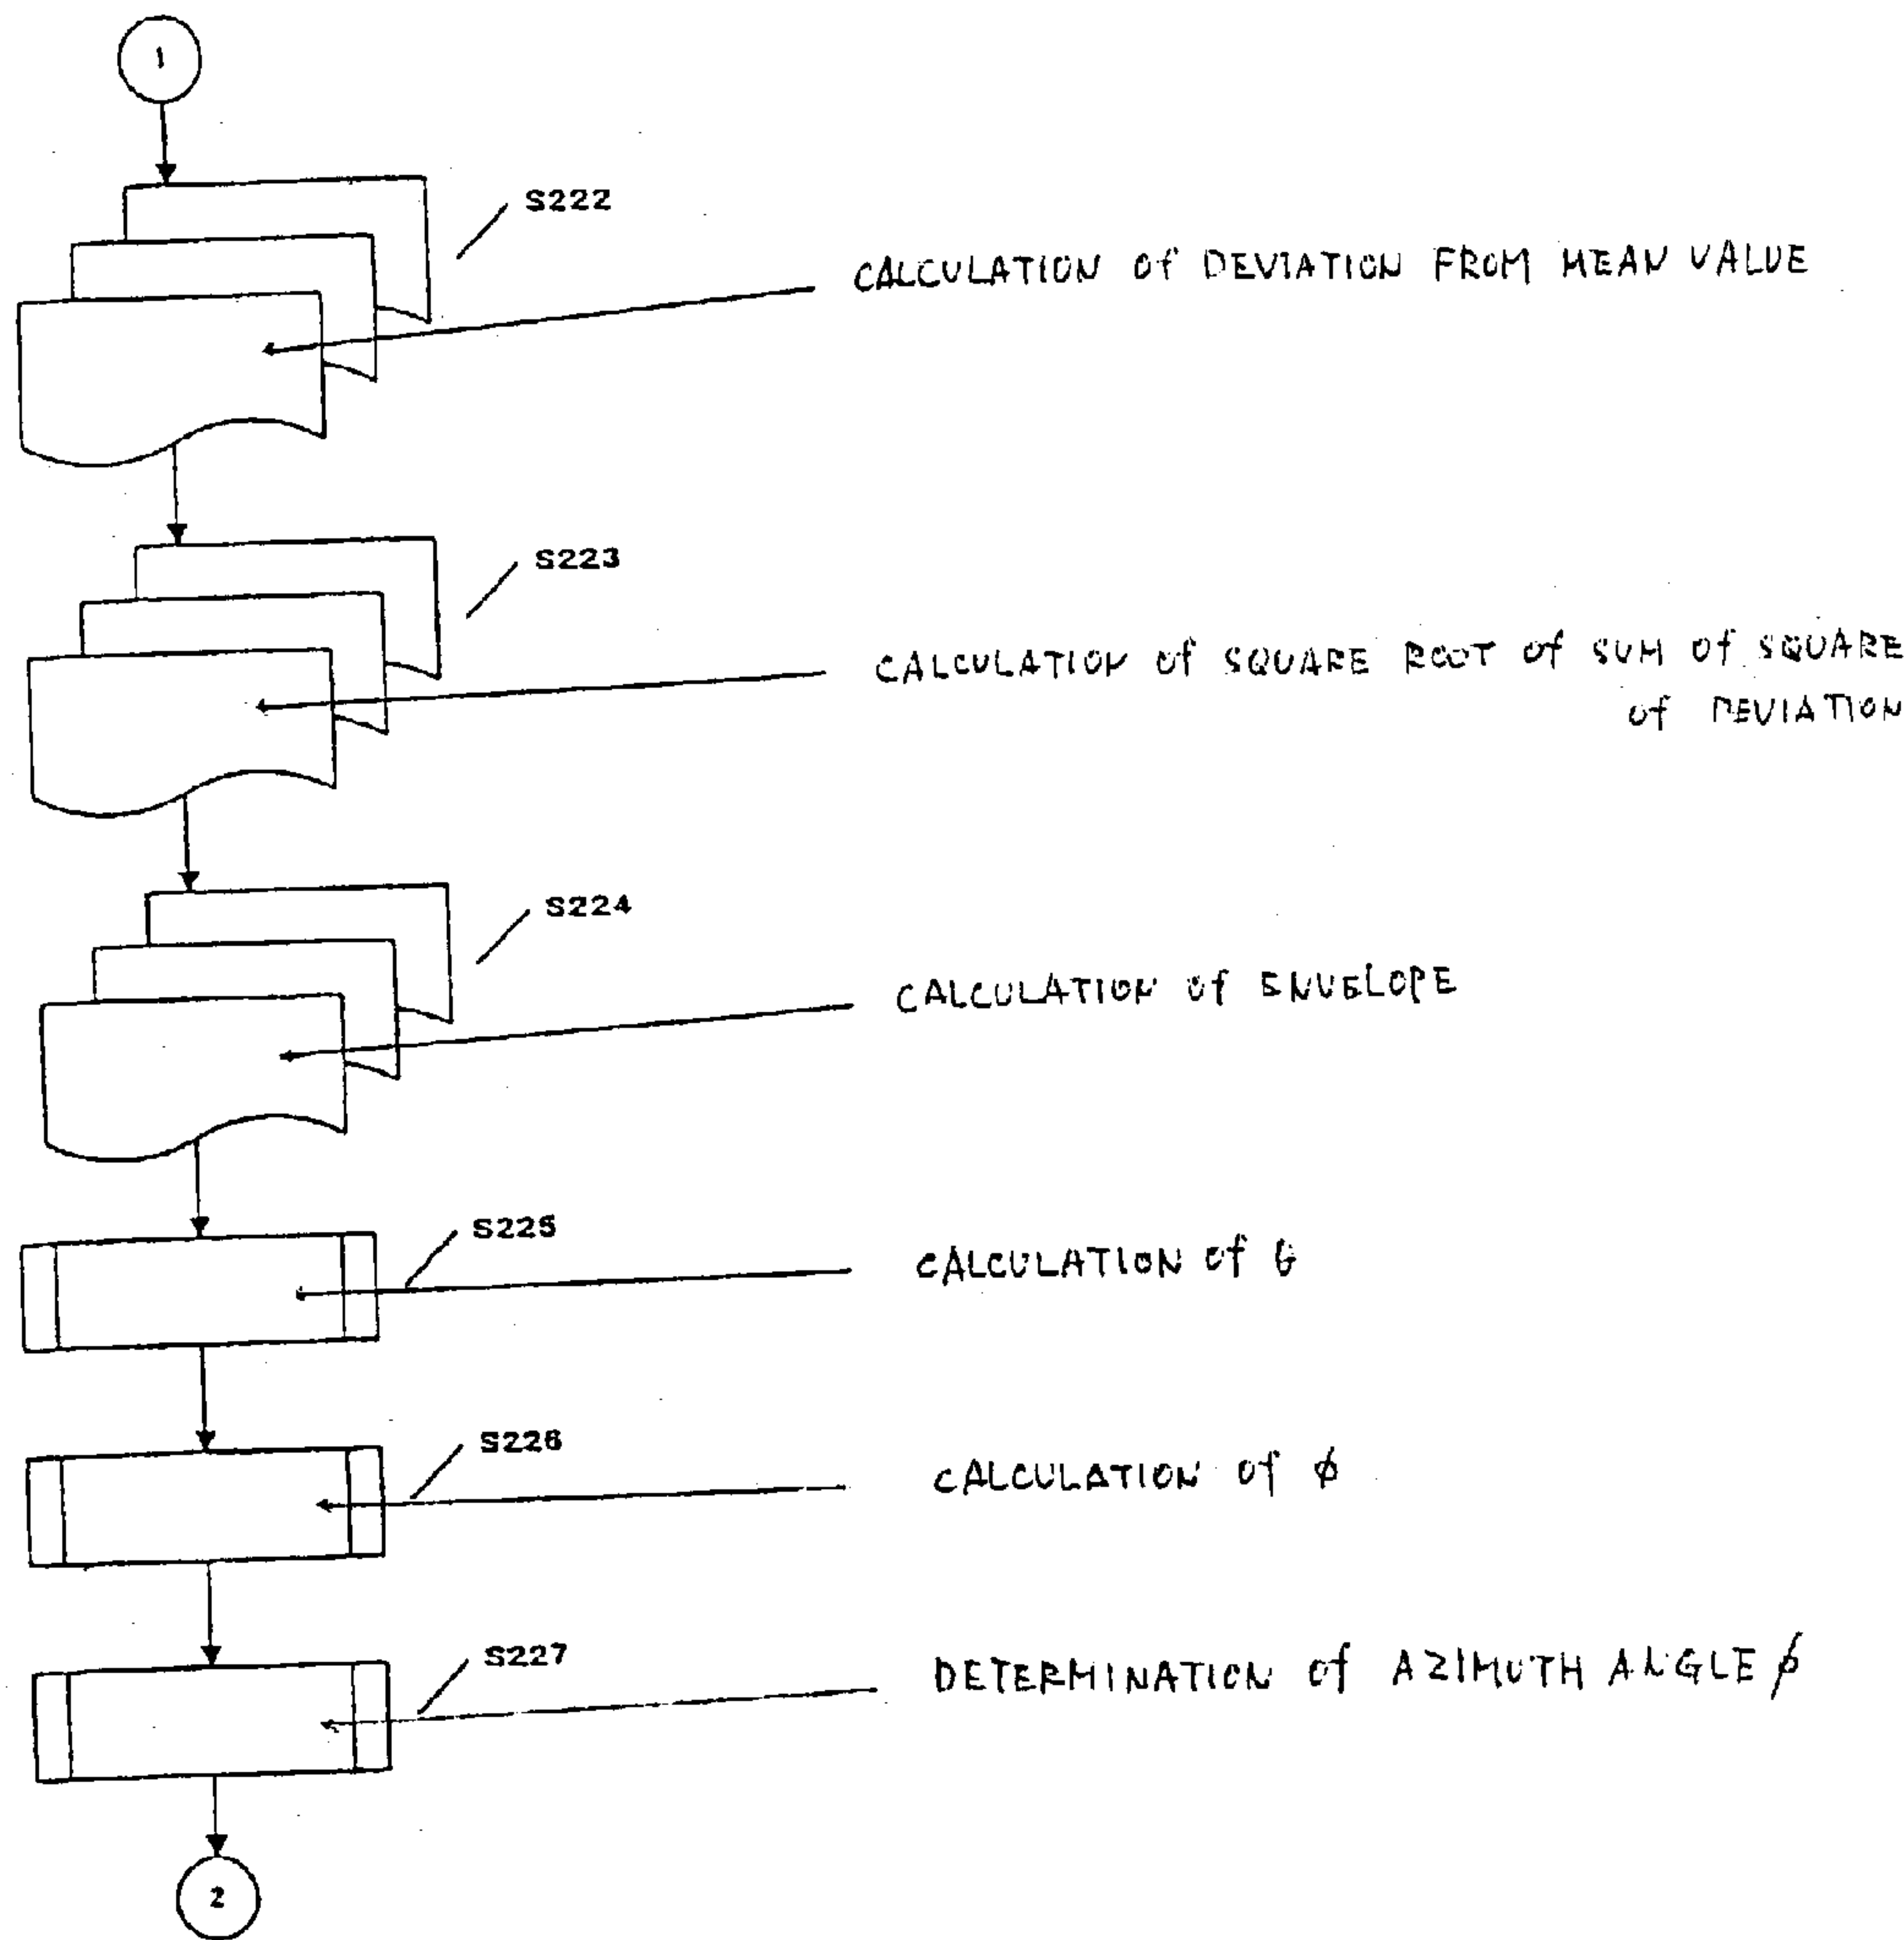 1
S222
CALCULATION of DEVIATION FROM MEAN VALUE
S223
CALCULATION of SQUARE ROOT of SUM of SQUARE
of DEVIATION
S224
CALCULATION of ENVELOPE
S225
CALCULATION of
S226
CALCULATION of ϕ
S227
DETERMINATION of AZIMUTH ANGLE ϕ
2